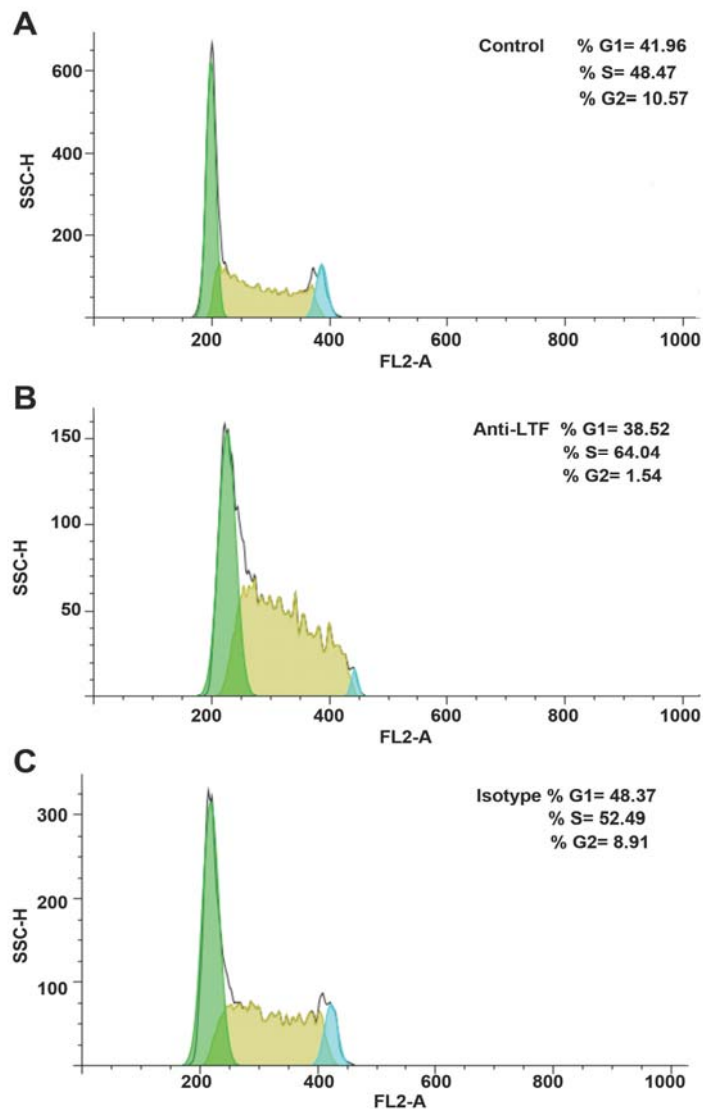 A
Control % G1= 41.96
% S= 48.47
% G2= 10.57
600
400
200
SSC-H
200 400 600 800 1000
FL2-A
B
Anti-LTF % G1= 38.52
% S= 64.04
% G2= 1.54
150
100
50
SSC-H
200 400 600 800 1000
FL2-A
C
Isotype % G1= 48.37
% S= 52.49
% G2= 8.91
300
200
100
SSC-H
200 400 600 800 1000
FL2-A